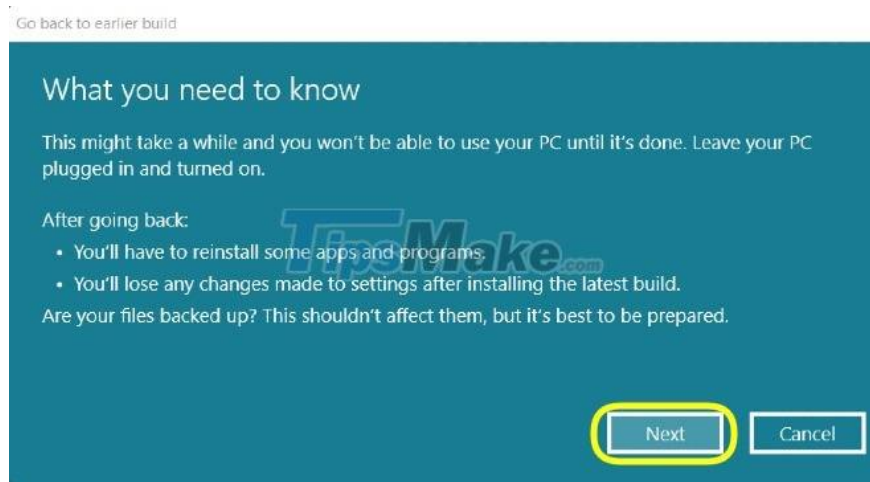 Go back to earlier build
What you need to know
This might take a while and you won't be able to use your PC until it's done. Leave your PC
plugged in and turned on.
After going back:
• You'll have to reinstall some apps and programs.
• You'll lose any changes made to settings after installing the latest build.
TipsMake.com
Are your files backed up? This shouldn't affect them, but it's best to be prepared.
Next Cancel